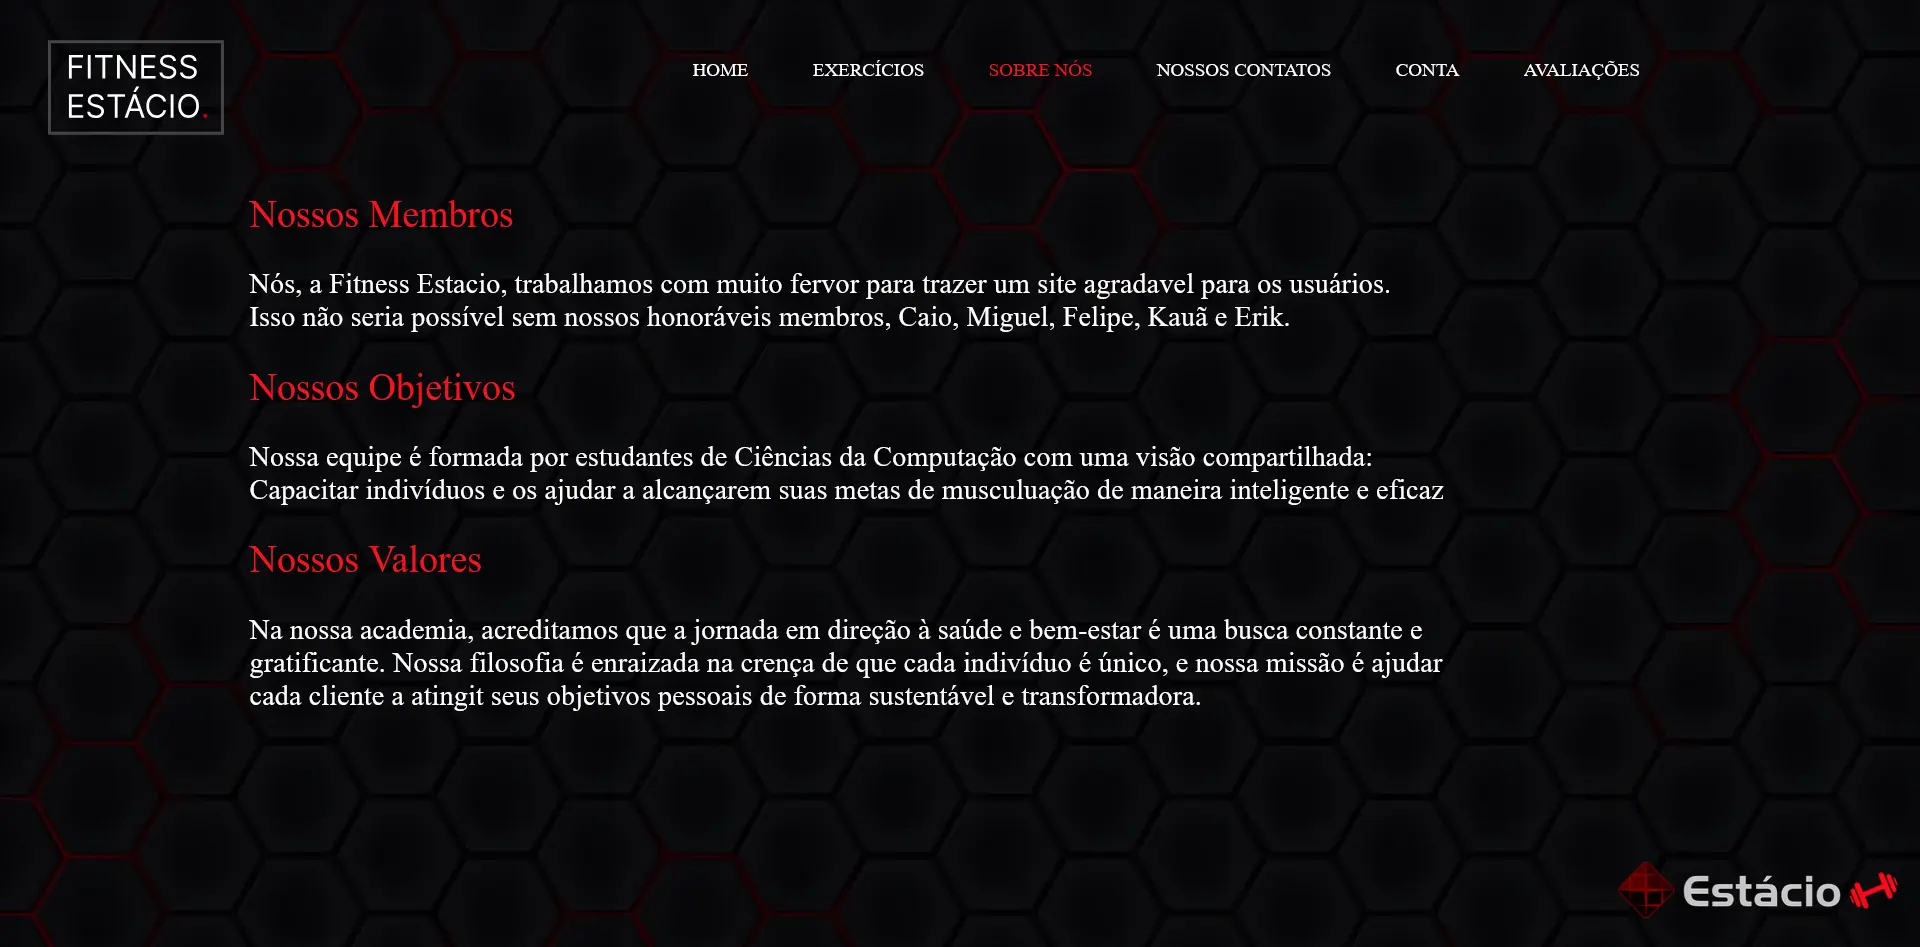 FITNESS
ESTÁCIO.
HOME EXERCÍCIOS SOBRE NÓS NOSSOS CONTATOS CONTA AVALIAÇÕES
Nossos Membros
Nós, a Fitness Estacio, trabalhamos com muito fervor para trazer um site agradavel para os usuários.
Isso não seria possível sem nossos honoráveis membros, Caio, Miguel, Felipe, Kauã e Erik.
Nossos Objetivos
Nossa equipe é formada por estudantes de Ciências da Computação com uma visão compartilhada:
Capacitar indivíduos e os ajudar a alcançarem suas metas de musculuação de maneira inteligente e eficaz
Nossos Valores
Na nossa academia, acreditamos que a jornada em direção à saúde e bem-estar é uma busca constante e
gratificante. Nossa filosofia é enraizada na crença de que cada indivíduo é único, e nossa missão é ajudar
cada cliente a atingit seus objetivos pessoais de forma sustentável e transformadora.
Estácio